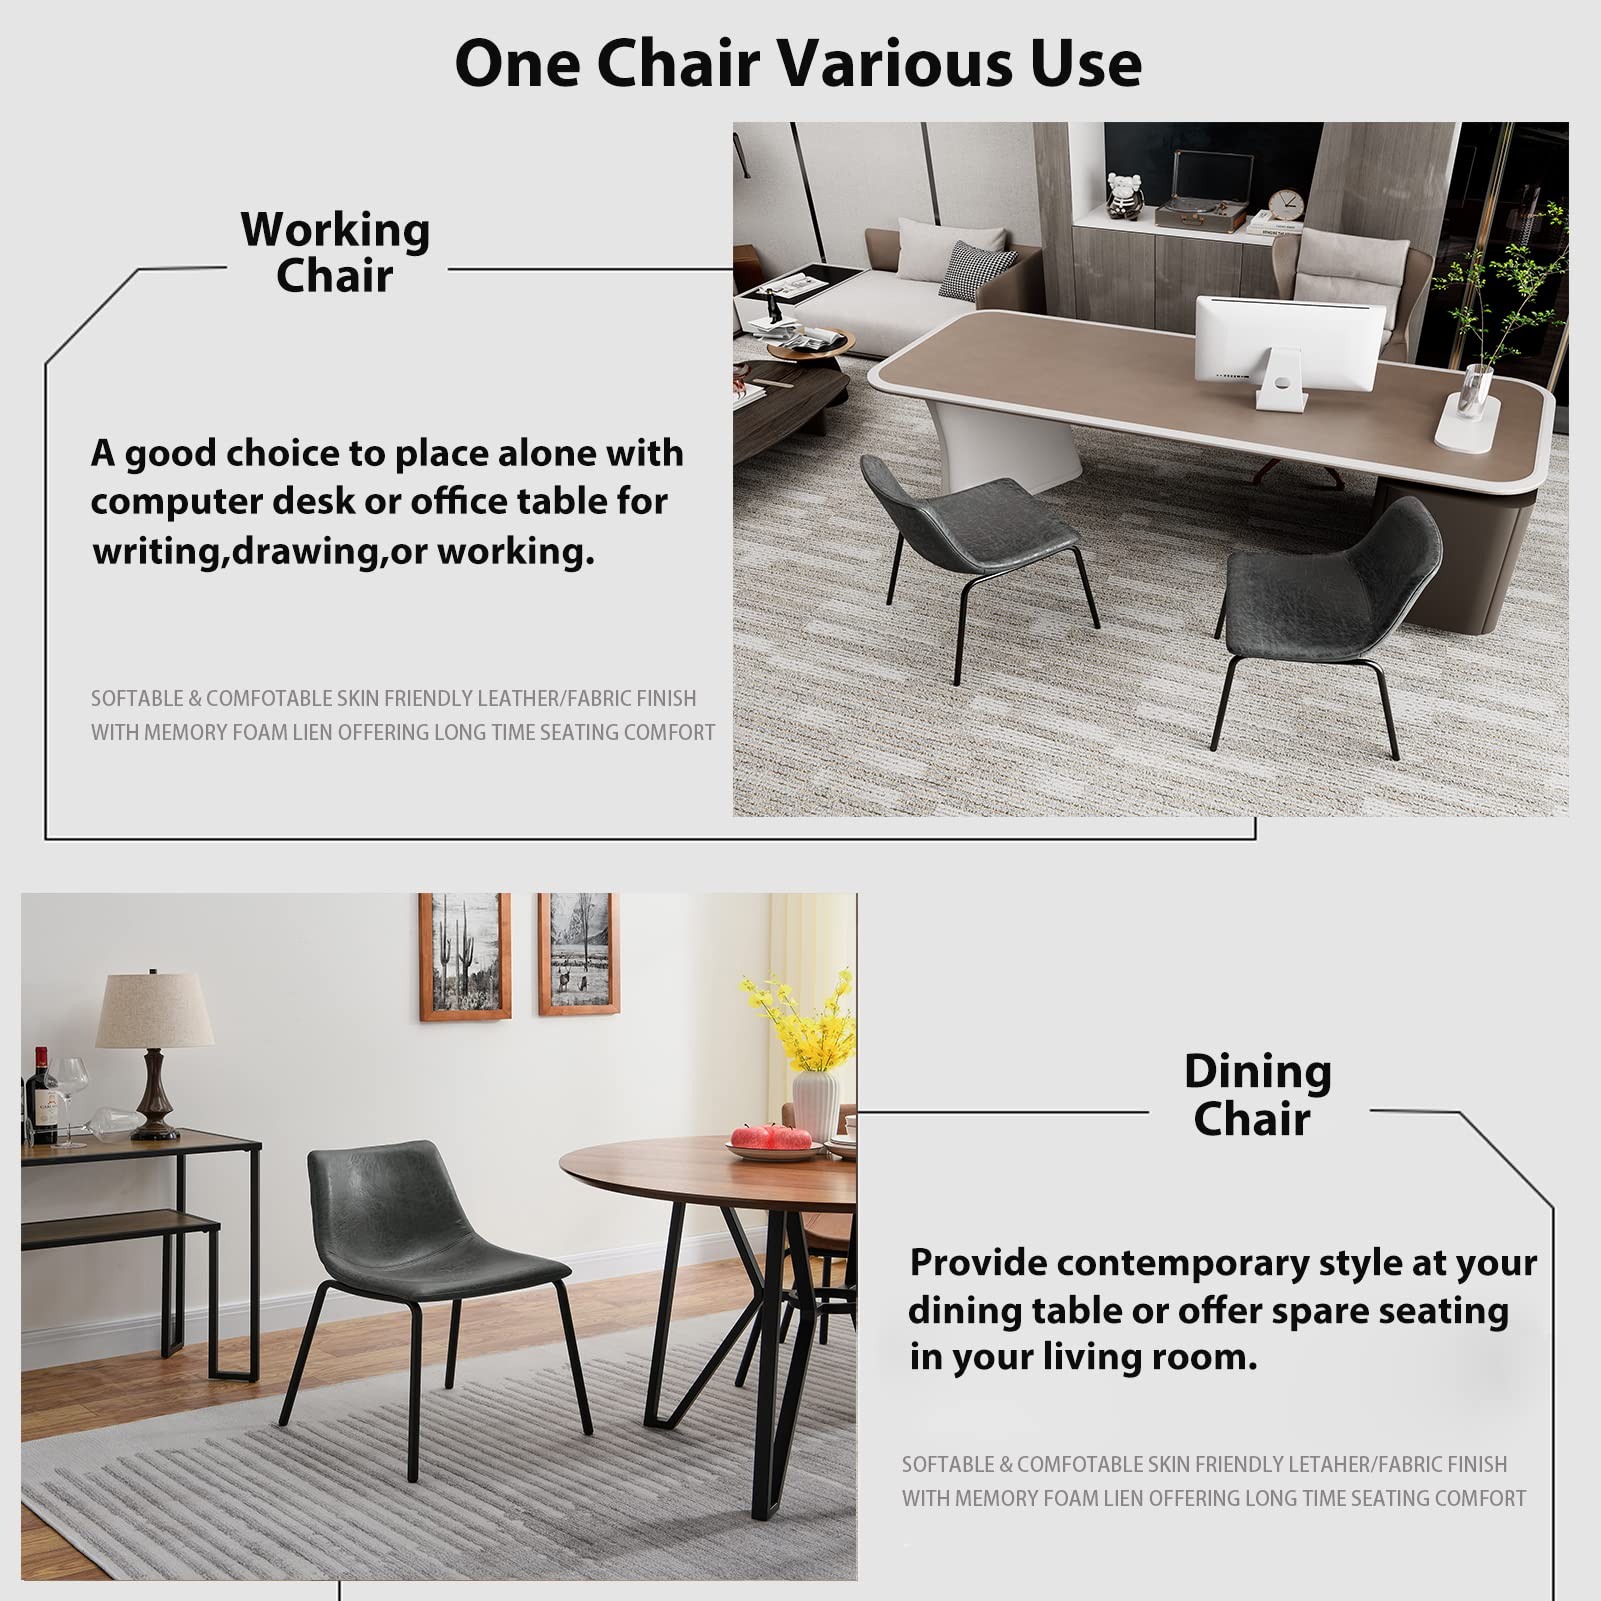 One Chair Various Use
Working
Chair
A good choice to place alone with
computer desk or office table for
writing,drawing,or working.
SOFTABLE & COMFOTABLE SKIN FRIENDLY LEATHER/FABRIC FINISH
WITH MEMORY FOAM LIEN OFFERING LONG TIME SEATING COMFORT
Dining
Chair
Provide contemporary style at your
dining table or offer spare seating
in your living room.
SOFTABLE & COMFOTABLE SKIN FRIENDLY LETAHER/FABRIC FINISH
WITH MEMORY FOAM LIEN OFFERING LONG TIME SEATING COMFORT